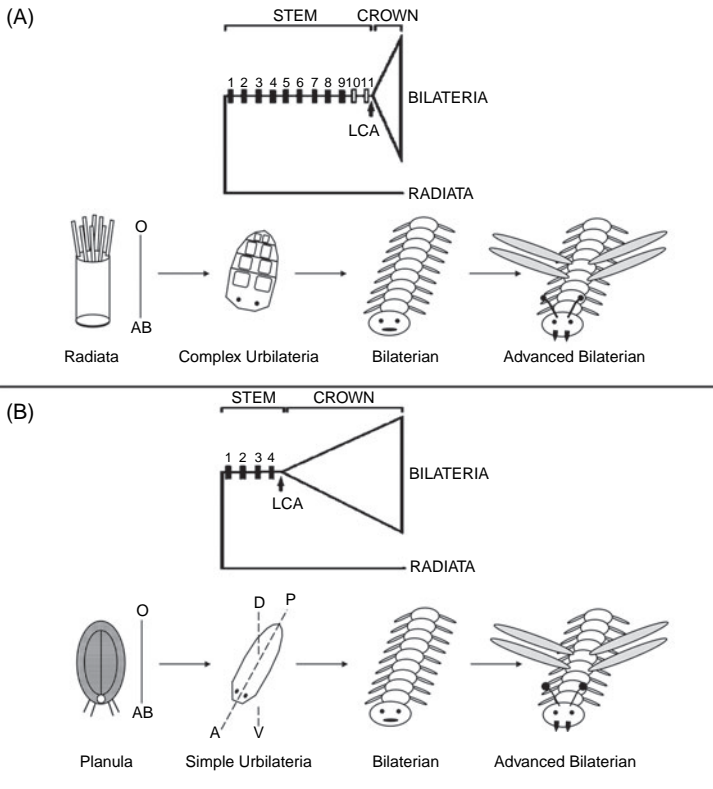 (A)
STEM CROWN
1 2 3 4 5 6 7 8 9 10 11
BILATERIA
LCA
RADIATA
O
AB
Radiata Complex Urbilateria Bilaterian Advanced Bilaterian
(B)
STEM CROWN
1 2 3 4
BILATERIA
LCA
RADIATA
O D P
AB A V
Planula Simple Urbilateria Bilaterian Advanced Bilaterian